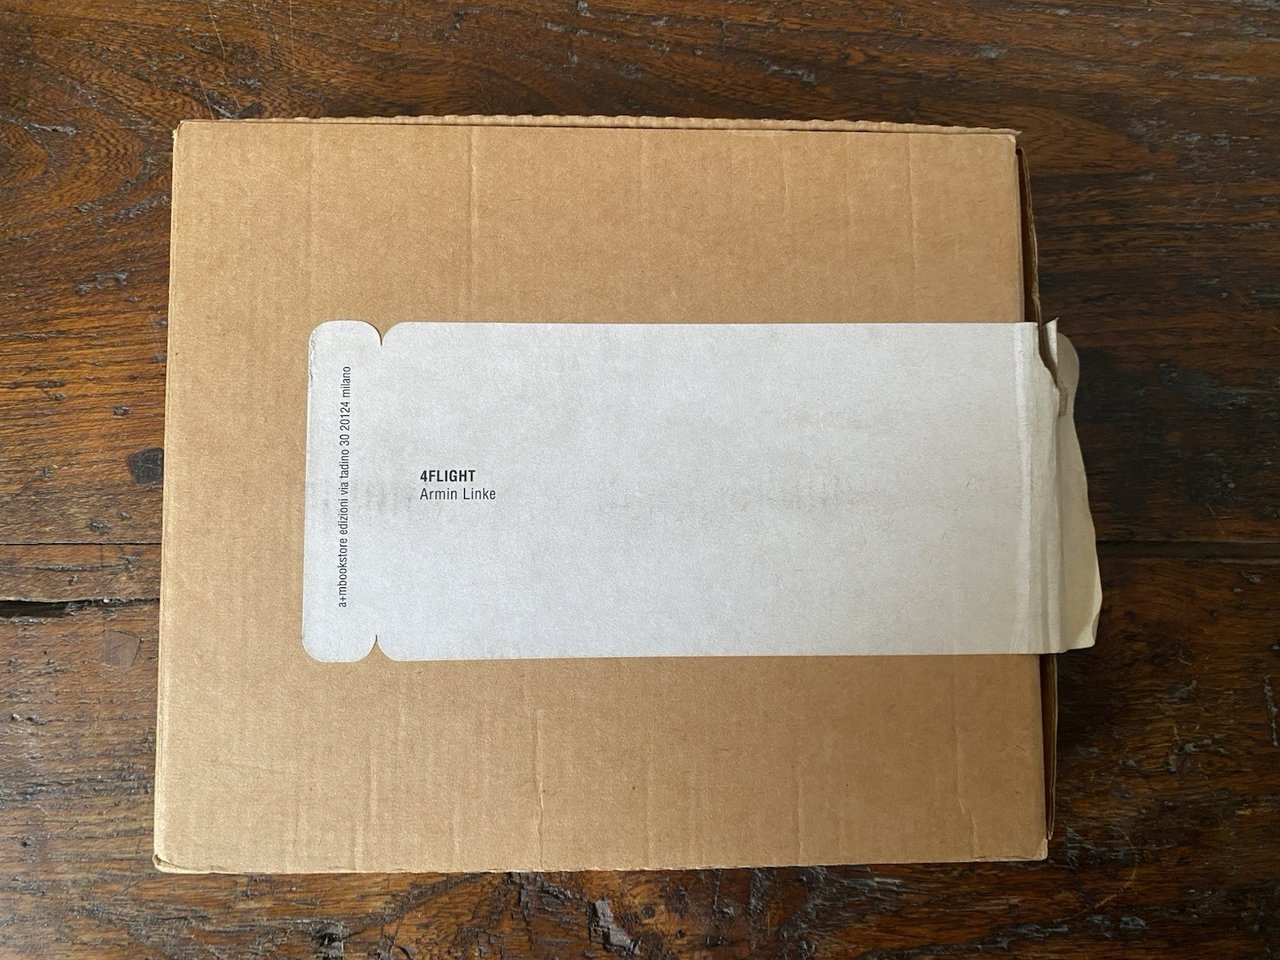 a+mbookstore edizioni via tadino 30 20124 milano
4FLIGHT
Armin Linke